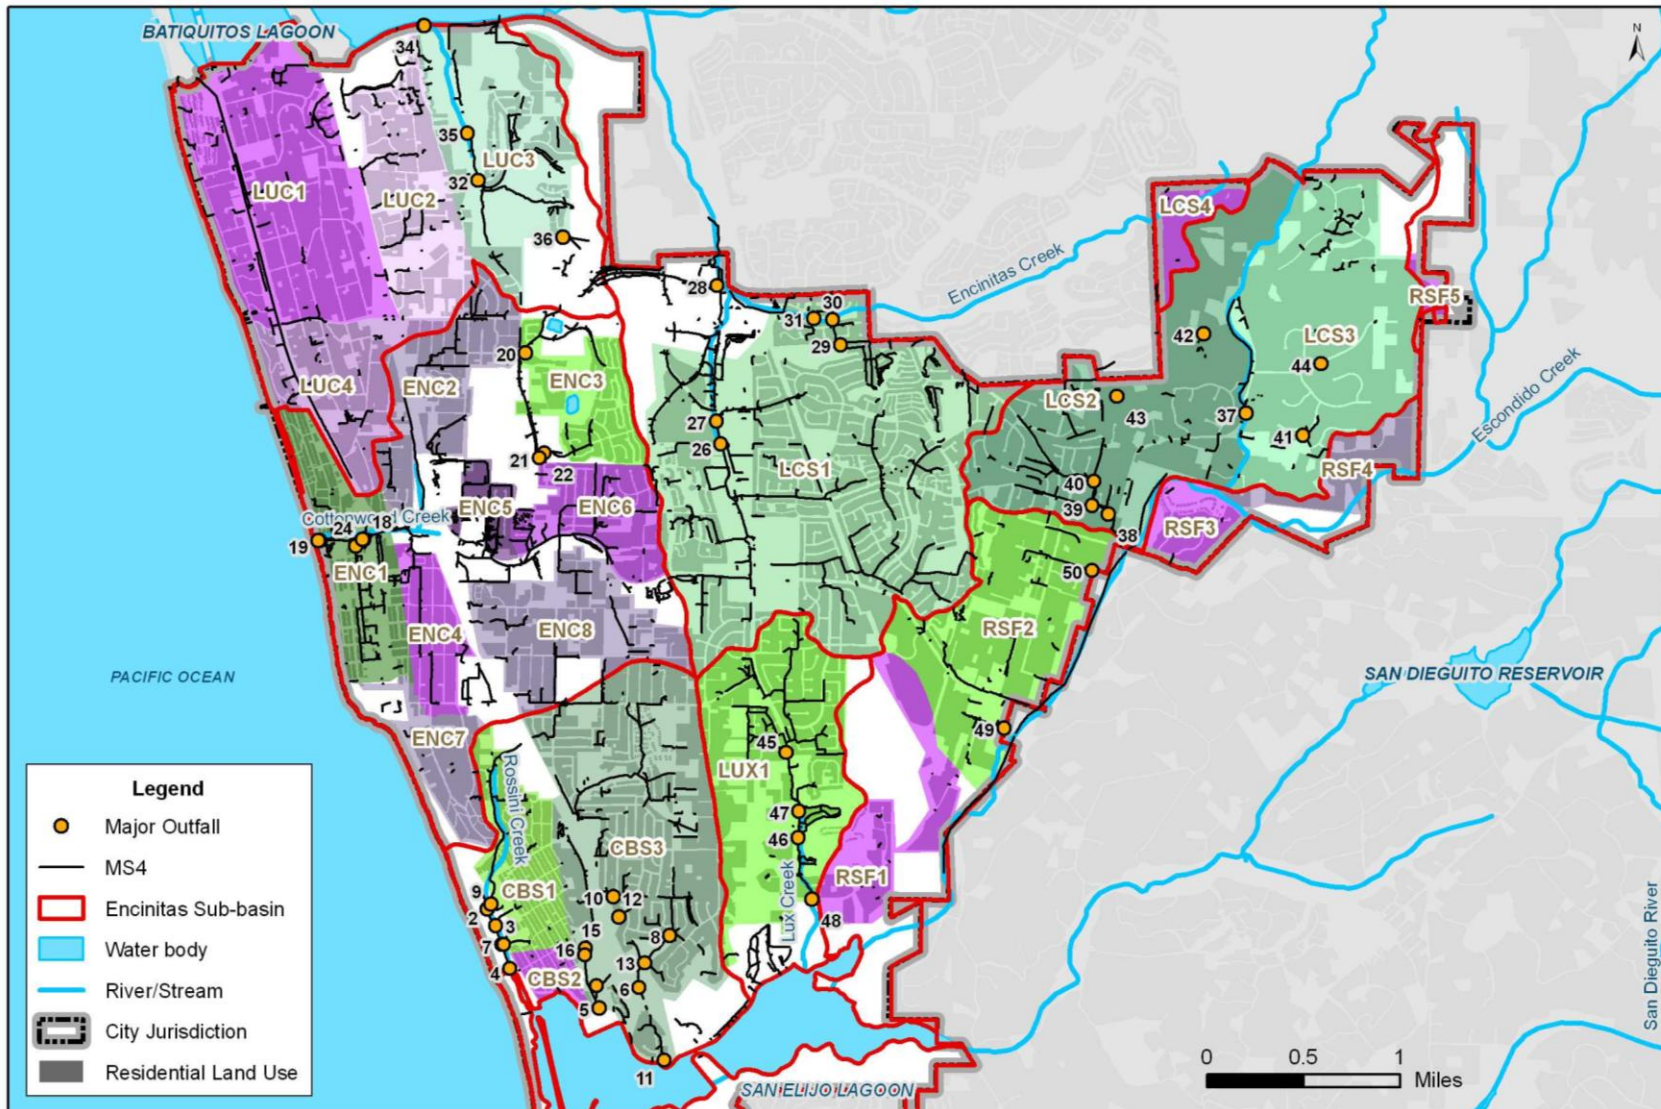 BATIQUITOS LAGOON
N
34
35
LUC3
32
LUC1
LUC2
LCS4
36
28
Encinitas Creek
RSF5
31
30
29
42
LCS3
20
ENC3
44
LUC4
ENC2
LCS2
43
37
Escondido Creek
27
26
41
21
22
LCS1
RSF4
40
ENC5
ENC6
39
Cottonwood Creek
24
18
19
38
RSF3
ENC1
50
ENC4
ENC8
RSF2
PACIFIC OCEAN
SAN DIEGUITO RESERVOIR
ENC7
49
45
Rossini Creek
LUX1
47
46
CBS3
Lux Creek
RSF1
9
CBS1
10
12
2
48
3
15
8
7
16
13
4
CBS2
6
5
11
San Dieguito River
SAN ELIJO LAGOON
Legend
Major Outfall
MS4
Encinitas Sub-basin
Water body
River/Stream
City Jurisdiction
Residential Land Use
0 0.5 1
Miles